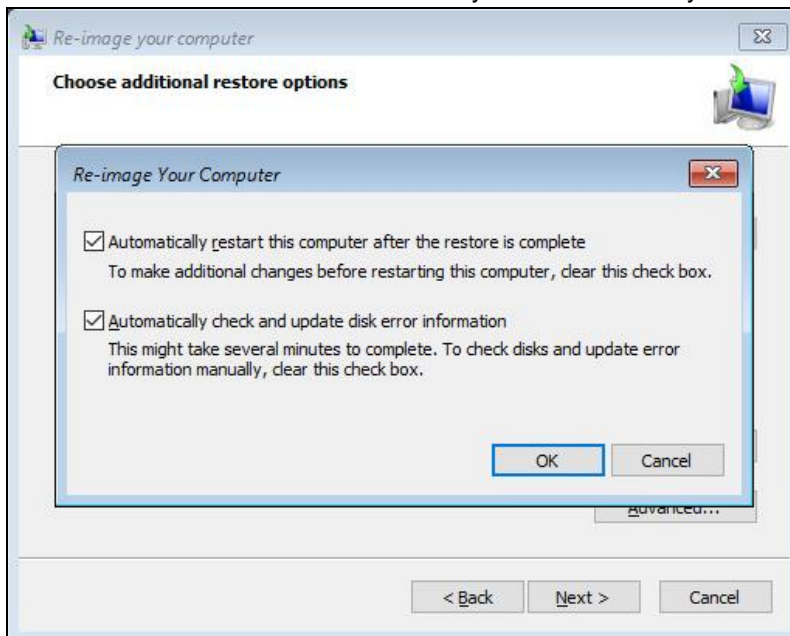 Re-image your computer
Choose additional restore options
Re-image Your Computer
Automatically restart this computer after the restore is complete
To make additional changes before restarting this computer, clear this check box.
Automatically check and update disk error information
This might take several minutes to complete. To check disks and update error
information manually, clear this check box.
OK Cancel
Advanced...
< Back Next > Cancel